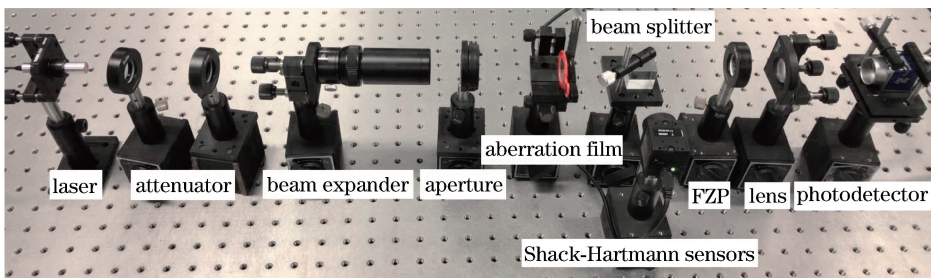 beam splitter
aberration film
laser
attenuator
beam expander
aperture
FZP
lens
photodetector
Shack-Hartmann sensors